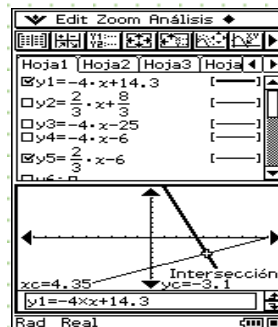 Edit Zoom Análisis
Hoja1 Hoja2 Hoja3 Hoja
y1=-4·x+14.3
y2=2/3·x+8/3
y3=-4·x-25
y4=-4·x-6
y5=2/3·x-6
y6:
Intersección
xc=4.35 yc=-3.1
y1=-4×x+14.3
Rad Real